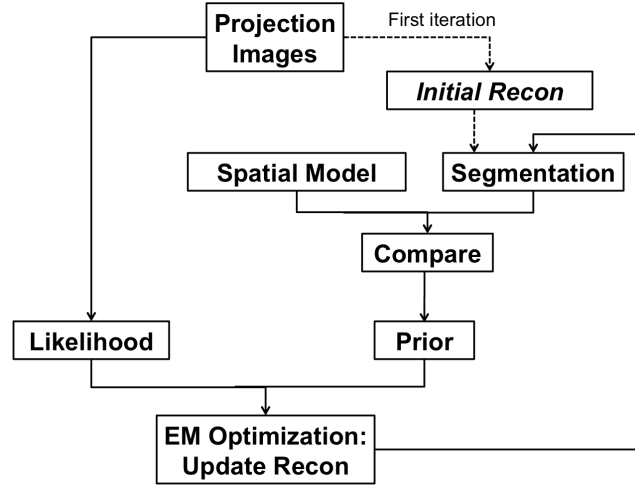 Projection
Images
First iteration
Initial Recon
Spatial Model
Segmentation
Compare
Likelihood
Prior
EM Optimization:
Update Recon